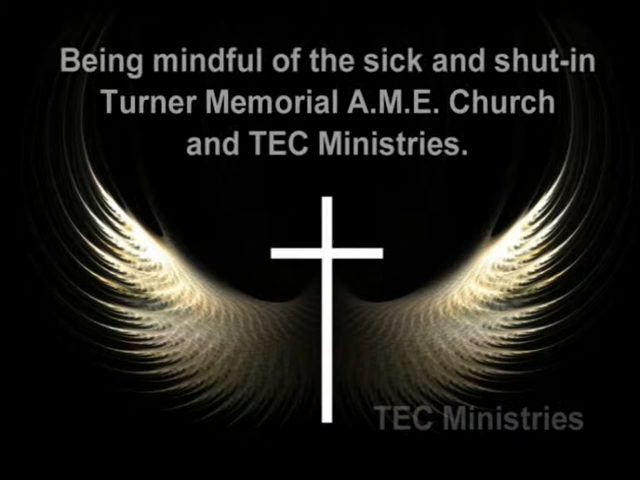 Being mindful of the sick and shut-in
Turner Memorial A.M.E. Church
and TEC Ministries.
TEC Ministries